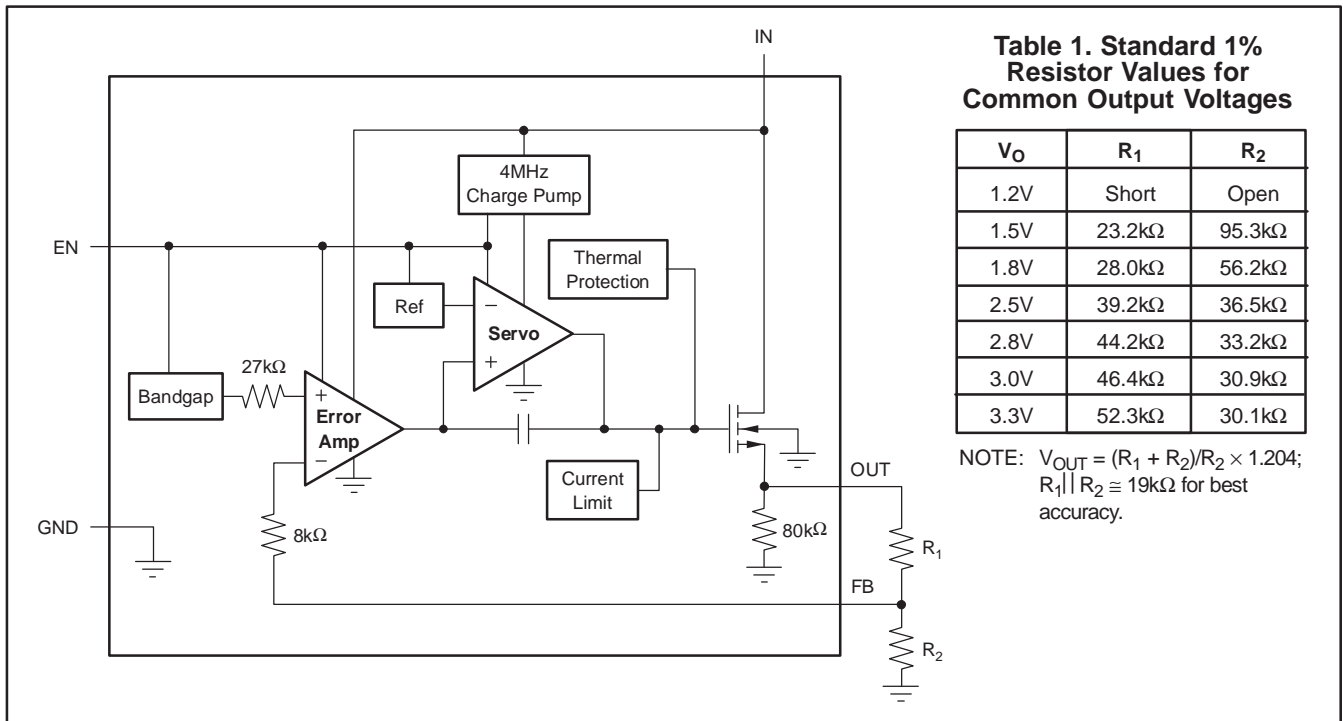 IN
4MHz
Charge Pump
EN
Thermal
Protection
Ref
−
Servo
+
27kΩ
Bandgap
+
Error
Amp
−
Current
Limit
OUT
GND
8kΩ
80kΩ
R1
FB
R2
Table 1. Standard 1%
Resistor Values for
Common Output Voltages
VO R1 R2
1.2V Short Open
1.5V 23.2kΩ 95.3kΩ
1.8V 28.0kΩ 56.2kΩ
2.5V 39.2kΩ 36.5kΩ
2.8V 44.2kΩ 33.2kΩ
3.0V 46.4kΩ 30.9kΩ
3.3V 52.3kΩ 30.1kΩ
NOTE: VOUT = (R1 + R2)/R2 × 1.204;
R1||R2 ≅ 19kΩ for best
accuracy.